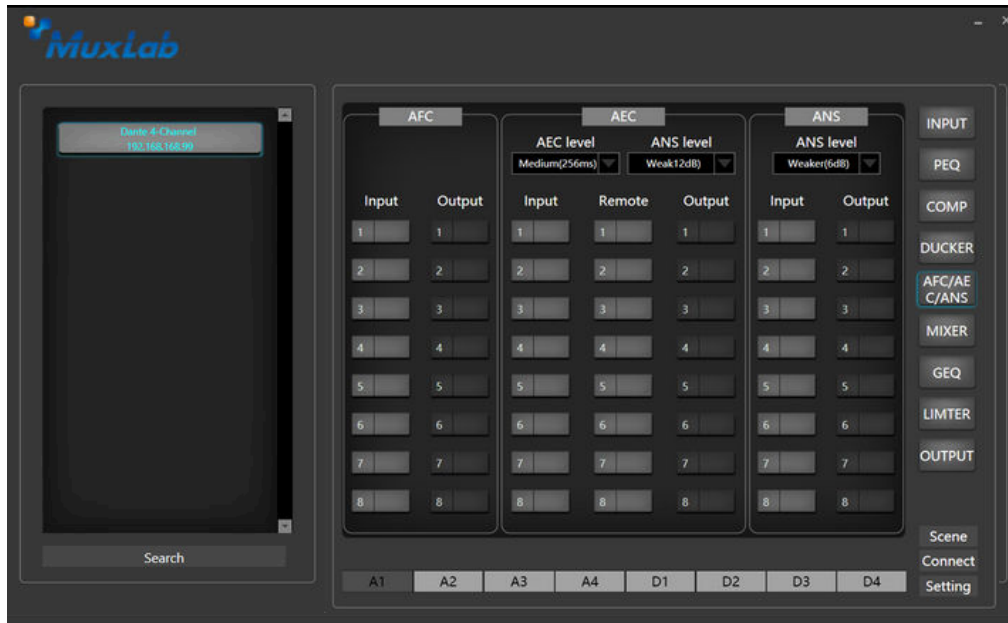 MuxLab
Dante 4-Channel
192.168.168.99
Search
AFC
Input Output
1 1
2 2
3 3
4 4
5 5
6 6
7 7
8 8
AEC
AEC level ANS level
Medium(256ms) Weak12dB)
Input Remote Output
1 1 1
2 2 2
3 3 3
4 4 4
5 5 5
6 6 6
7 7 7
8 8 8
ANS
ANS level
Weaker(6dB)
Input Output
1 1
2 2
3 3
4 4
5 5
6 6
7 7
8 8
A1 A2 A3 A4 D1 D2 D3 D4
INPUT
PEQ
COMP
DUCKER
AFC/AE
C/ANS
MIXER
GEQ
LIMTER
OUTPUT
Scene
Connect
Setting